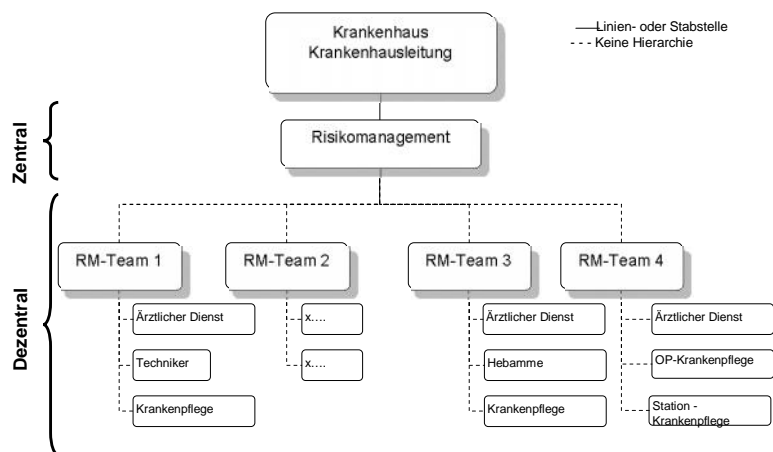 Krankenhaus
Krankenhausleitung
Linien- oder Stabstelle
Keine Hierarchie
Zentral
Risikomanagement
Dezentral
RM-Team 1
RM-Team 2
RM-Team 3
RM-Team 4
Ärztlicher Dienst
x....
Ärztlicher Dienst
Ärztlicher Dienst
Techniker
x....
Hebamme
OP-Krankenpflege
Krankenpflege
Krankenpflege
Station -
Krankenpflege